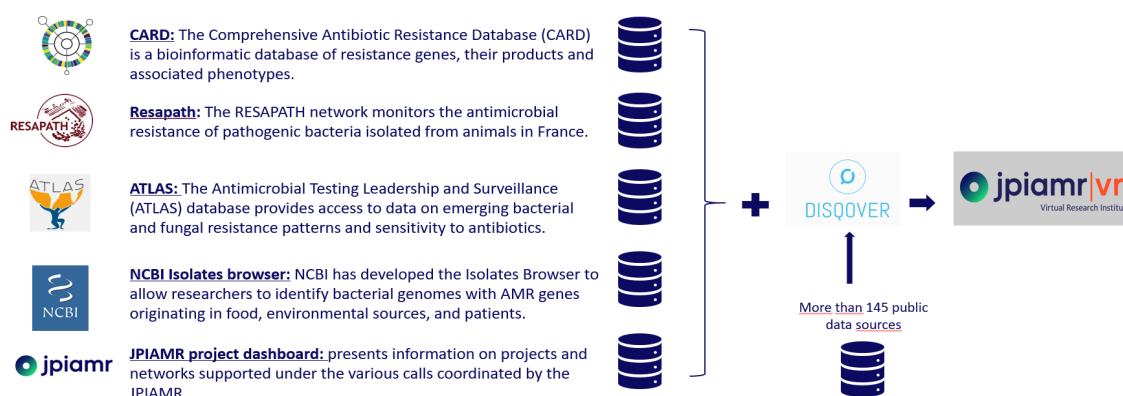 CARD: The Comprehensive Antibiotic Resistance Database (CARD)
is a bioinformatic database of resistance genes, their products and
associated phenotypes.
RESAPATH
Resapath: The RESAPATH network monitors the antimicrobial
resistance of pathogenic bacteria isolated from animals in France.
ATLAS
ATLAS: The Antimicrobial Testing Leadership and Surveillance
(ATLAS) database provides access to data on emerging bacterial
and fungal resistance patterns and sensitivity to antibiotics.
NCBI
NCBI Isolates browser: NCBI has developed the Isolates Browser to
allow researchers to identify bacterial genomes with AMR genes
originating in food, environmental sources, and patients.
jpiamr
JPIAMR project dashboard: presents information on projects and
networks supported under the various calls coordinated by the
JPIAMR
DISQOVER
More than 145 public
data sources
jpiamr|vr
Virtual Research Institu